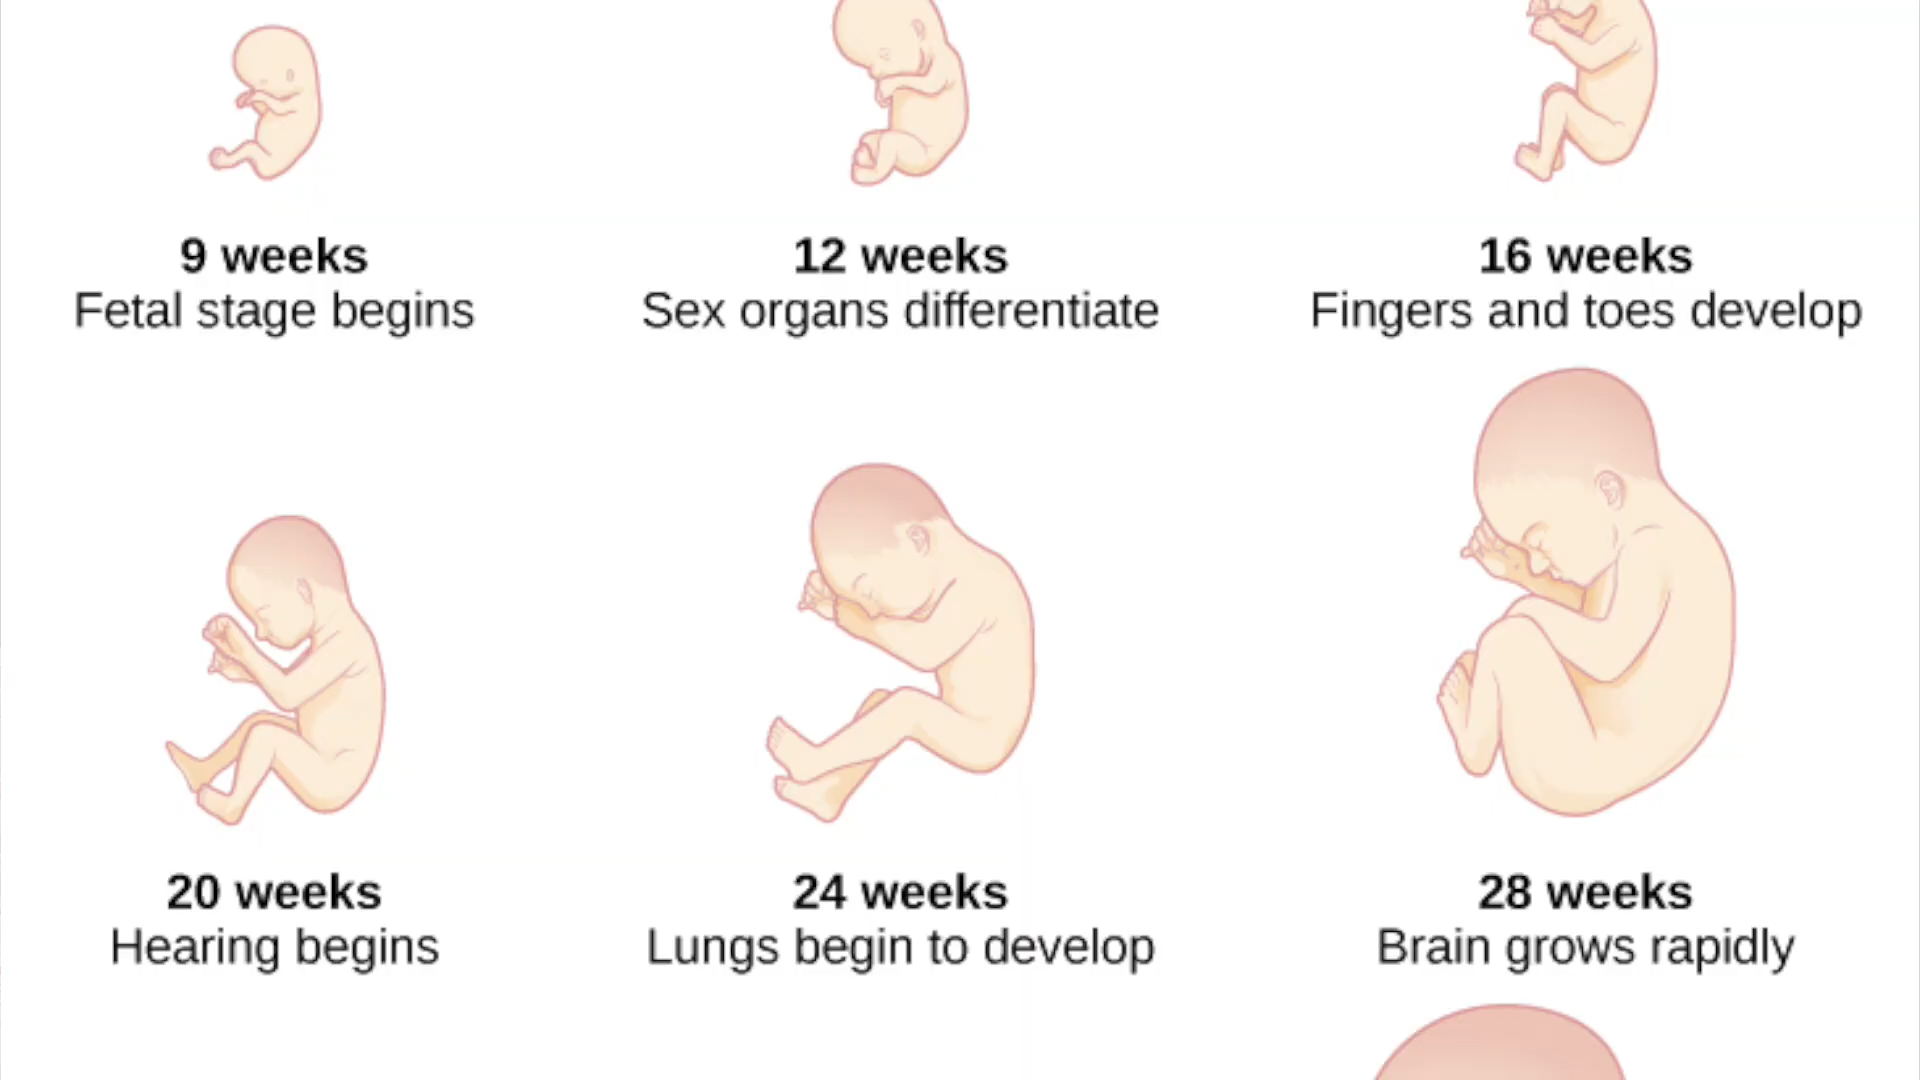 9 weeks
Fetal stage begins
12 weeks
Sex organs differentiate
16 weeks
Fingers and toes develop
20 weeks
Hearing begins
24 weeks
Lungs begin to develop
28 weeks
Brain grows rapidly